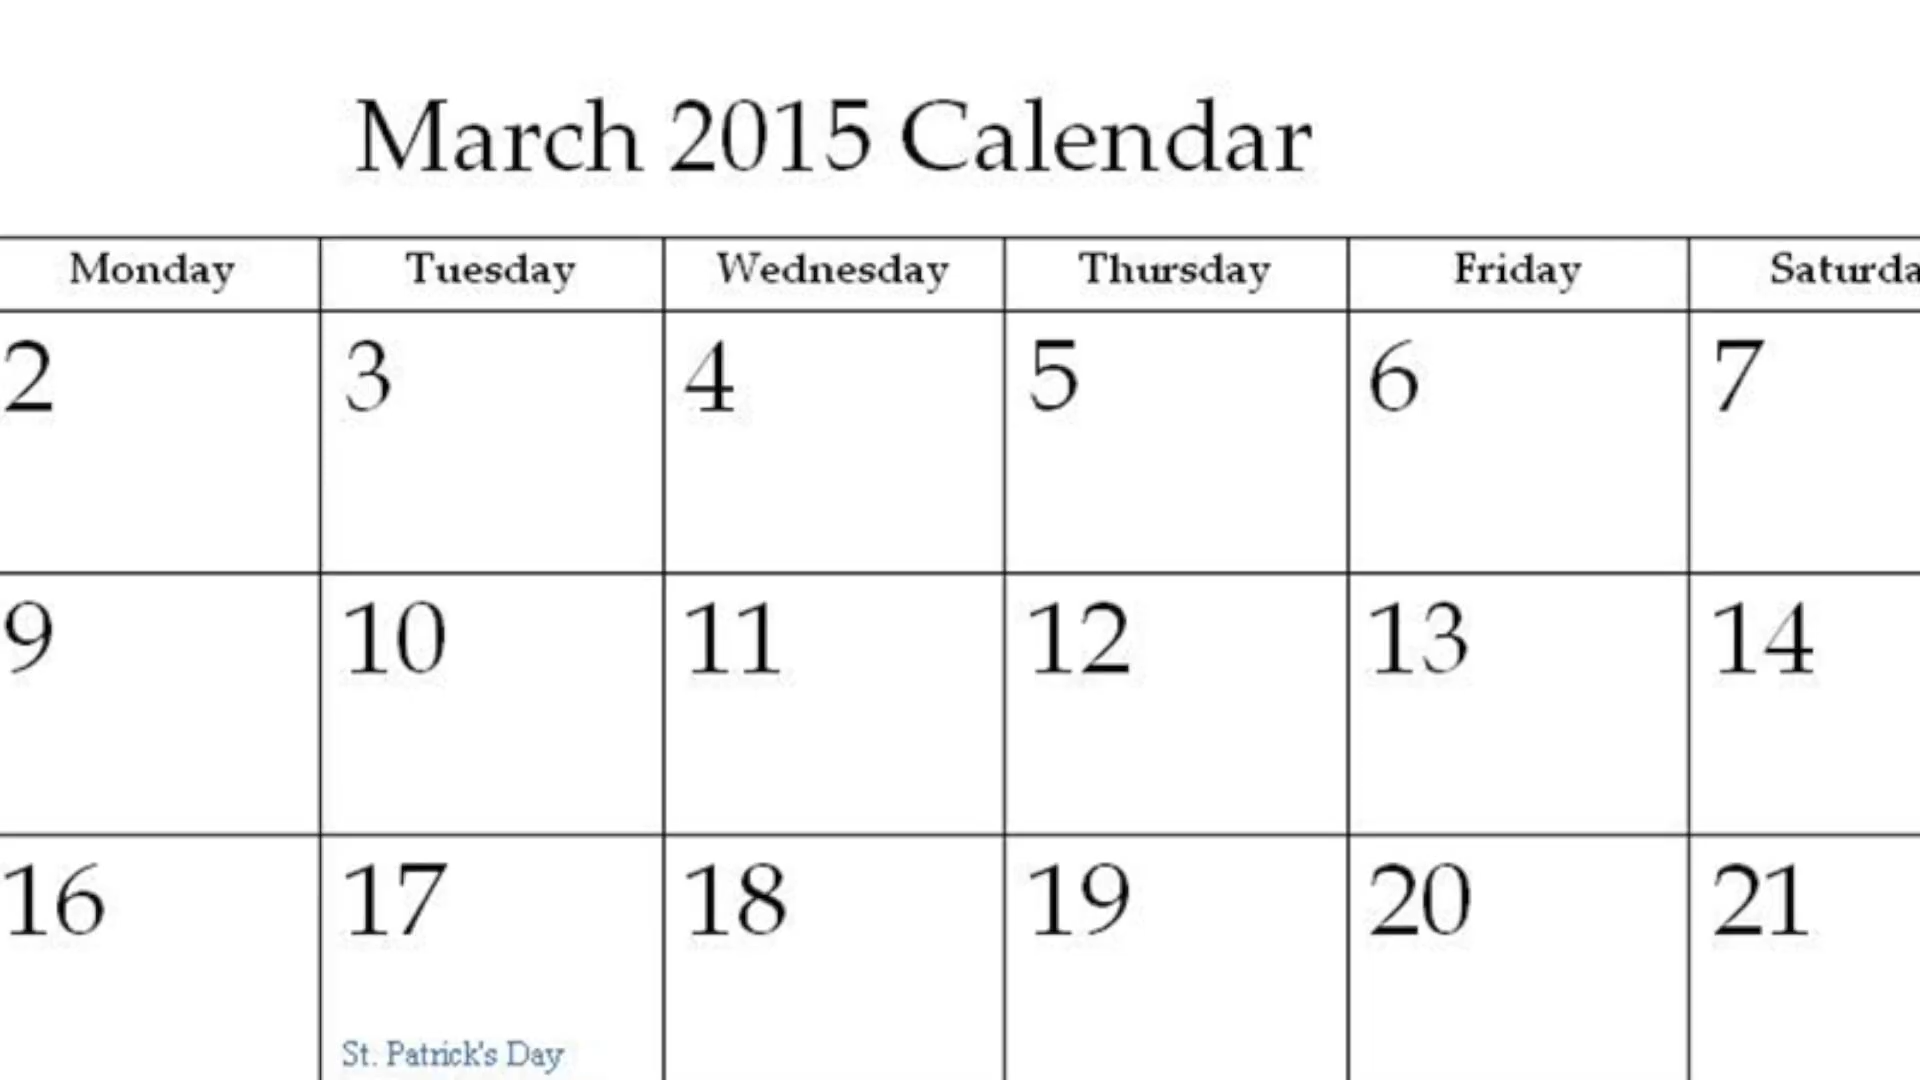 March 2015 Calendar
Monday Tuesday Wednesday Thursday Friday Saturda
2 3 4 5 6 7
9 10 11 12 13 14
16 17 18 19 20 21
St. Patrick's Day